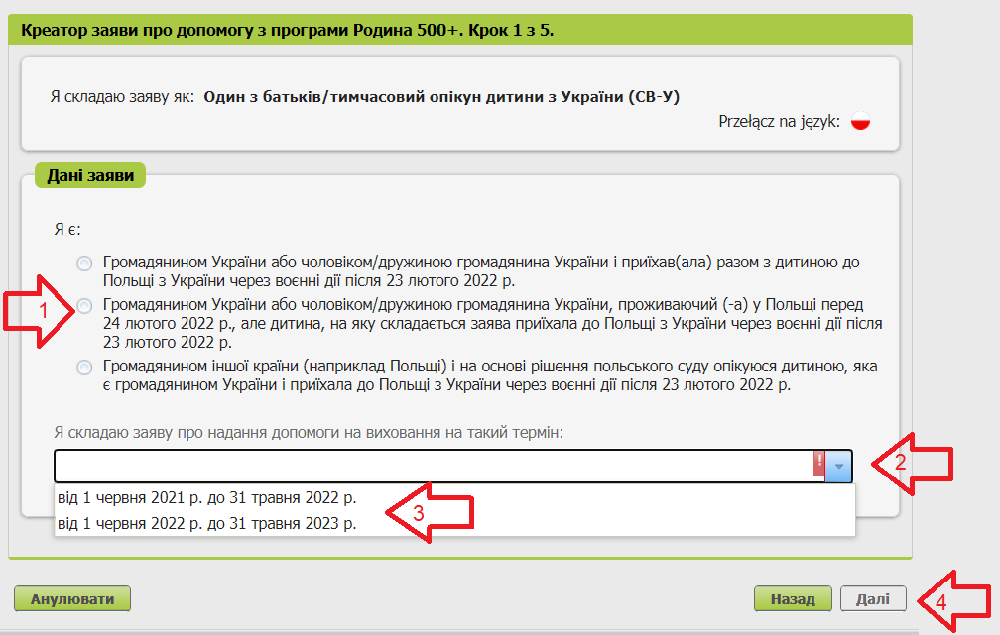 Креатор заяви про допомогу з програми Родина 500+. Крок 1 з 5.
Я складаю заяву як: Один з батьків/тимчасовий опікун дитини з України (СВ-У)
Przełącz na język:
Дані заяви
Я є:
Громадянином України або чоловіком/дружиною громадянина України і приїхав(ала) разом з дитиною до
Польщі з України через воєнні дії після 23 лютого 2022 р.
1
Громадянином України або чоловіком/дружиною громадянина України, проживаючий (-а) у Польщі перед
24 лютого 2022 р., але дитина, на яку складається заява приїхала до Польщі з України через воєнні дії після
23 лютого 2022 р.
Громадянином іншої країни (наприклад Польщі) і на основі рішення польського суду опікуюся дитиною, яка
є громадянином України і приїхала до Польщі з України через воєнні дії після 23 лютого 2022 р.
Я складаю заяву про надання допомоги на виховання на такий термін:
! 2
від 1 червня 2021 р. до 31 травня 2022 р.
3
від 1 червня 2022 р. до 31 травня 2023 р.
Анулювати Назад Далі 4